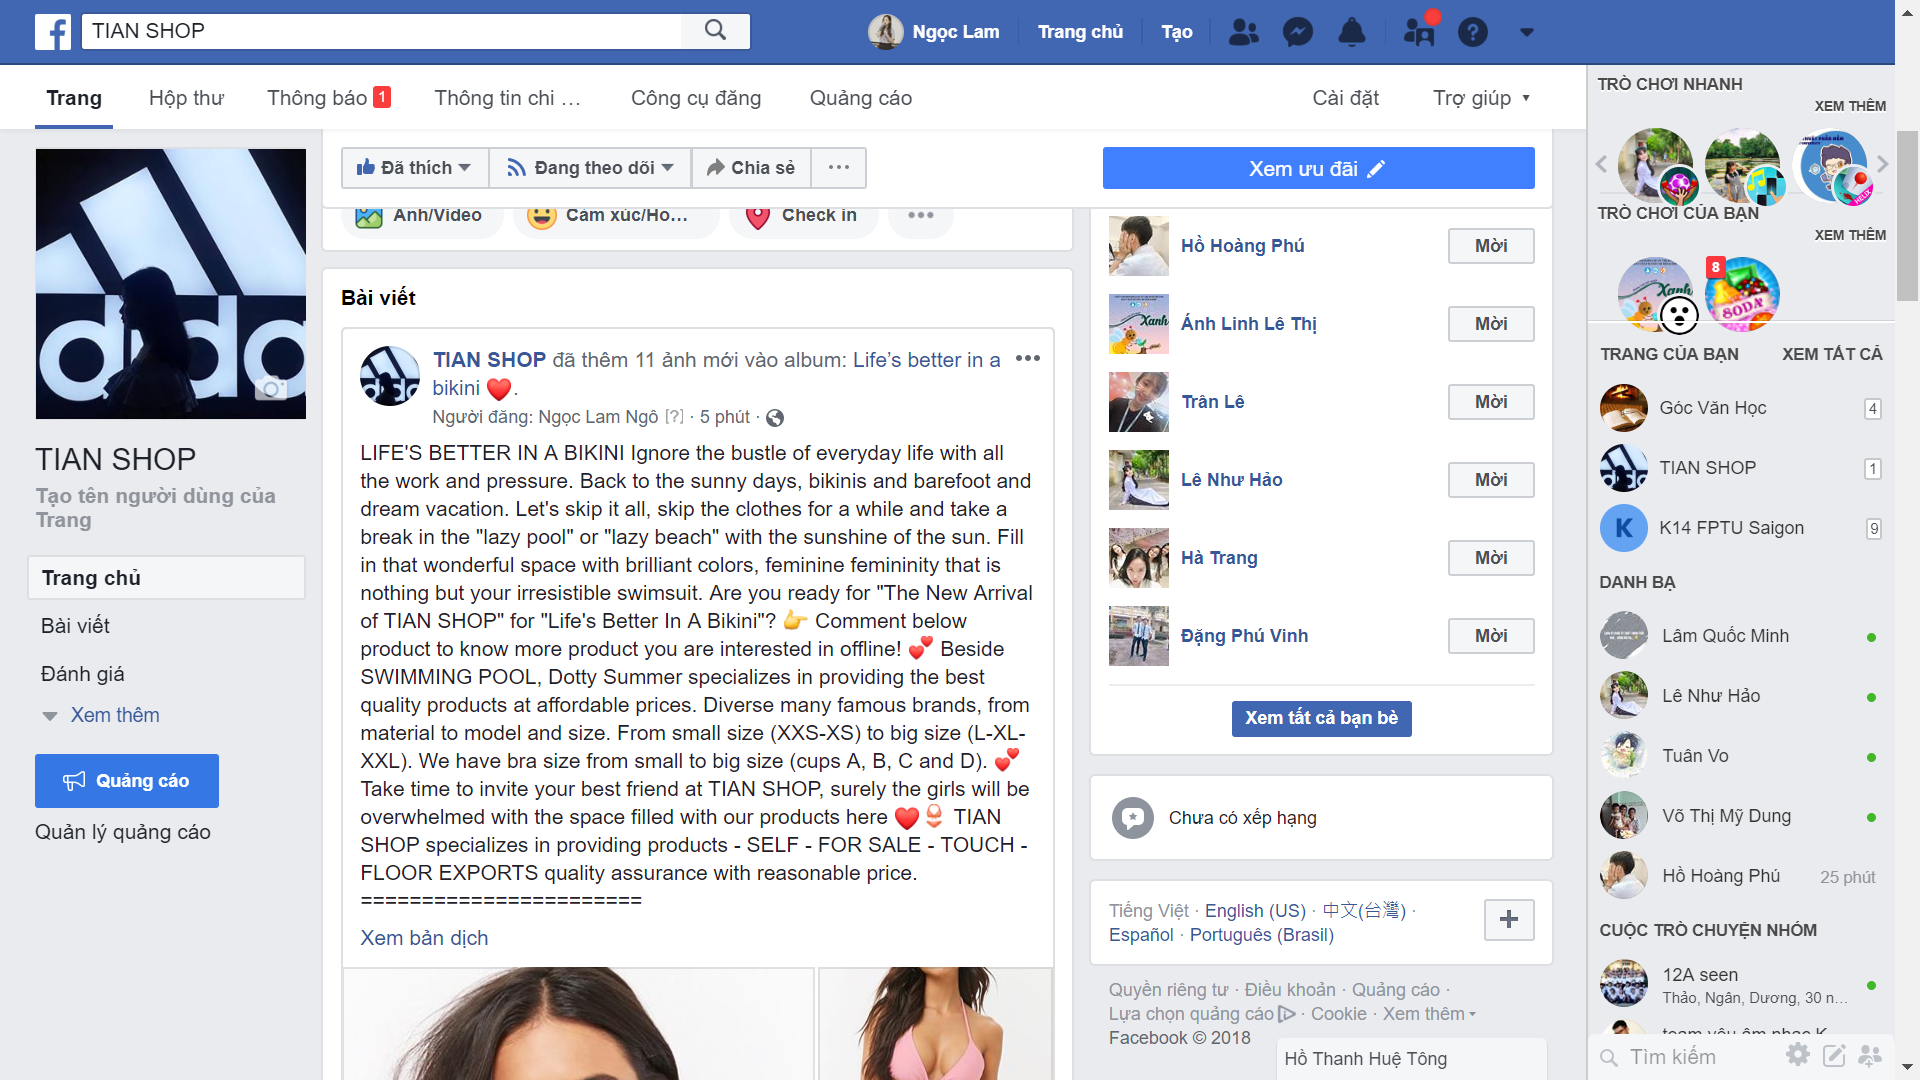 TIAN SHOP
Ngọc Lam
Trang chủ
Tạo
Trang
Hộp thư
Thông báo 1
Thông tin chi …
Công cụ đăng
Quảng cáo
Cài đặt
Trợ giúp
TIAN SHOP
Tạo tên người dùng của
Trang
Trang chủ
Bài viết
Đánh giá
Xem thêm
Quảng cáo
Quản lý quảng cáo
Đã thích
Đang theo dõi
Chia sẻ
Xem ưu đãi
Ảnh/Video
Cảm xúc/Ho...
Check in
Bài viết
TIAN SHOP đã thêm 11 ảnh mới vào album: Life’s better in a
bikini ❤️.
Người đăng: Ngọc Lam Ngô [?] · 5 phút ·
LIFE'S BETTER IN A BIKINI Ignore the bustle of everyday life with all
the work and pressure. Back to the sunny days, bikinis and barefoot and
dream vacation. Let's skip it all, skip the clothes for a while and take a
break in the "lazy pool" or "lazy beach" with the sunshine of the sun. Fill
in that wonderful space with brilliant colors, feminine femininity that is
nothing but your irresistible swimsuit. Are you ready for "The New Arrival
of TIAN SHOP" for "Life's Better In A Bikini"? 👉 Comment below
product to know more product you are interested in offline! 💕 Beside
SWIMMING POOL, Dotty Summer specializes in providing the best
quality products at affordable prices. Diverse many famous brands, from
material to model and size. From small size (XXS-XS) to big size (L-XL-
XXL). We have bra size from small to big size (cups A, B, C and D). 💕
Take time to invite your best friend at TIAN SHOP, surely the girls will be
overwhelmed with the space filled with our products here ❤️👙 TIAN
SHOP specializes in providing products - SELF - FOR SALE - TOUCH -
FLOOR EXPORTS quality assurance with reasonable price.
=======================
Xem bản dịch
Hồ Hoàng Phú
Mời
Ánh Linh Lê Thị
Mời
Trân Lê
Mời
Lê Như Hảo
Mời
Hà Trang
Mời
Đặng Phú Vinh
Mời
Xem tất cả bạn bè
Chưa có xếp hạng
Tiếng Việt · English (US) · 中文(台灣) ·
Español · Português (Brasil)
Quyền riêng tư · Điều khoản · Quảng cáo ·
Lựa chọn quảng cáo · Cookie · Xem thêm
Facebook © 2018
Hồ Thanh Huệ Tông
TRÒ CHƠI NHANH
XEM THÊM
TRÒ CHƠI CỦA BẠN
XEM THÊM
Xanh
8
SODA
TRANG CỦA BẠN
XEM TẤT CẢ
Góc Văn Học
4
TIAN SHOP
1
K
K14 FPTU Saigon
9
DANH BẠ
Lâm Quốc Minh
Lê Như Hảo
Tuân Vo
Võ Thị Mỹ Dung
Hồ Hoàng Phú
25 phút
CUỘC TRÒ CHUYỆN NHÓM
12A seen
Thảo, Ngân, Dương, 30 n…
team yêu âm nhạc K
Tìm kiếm